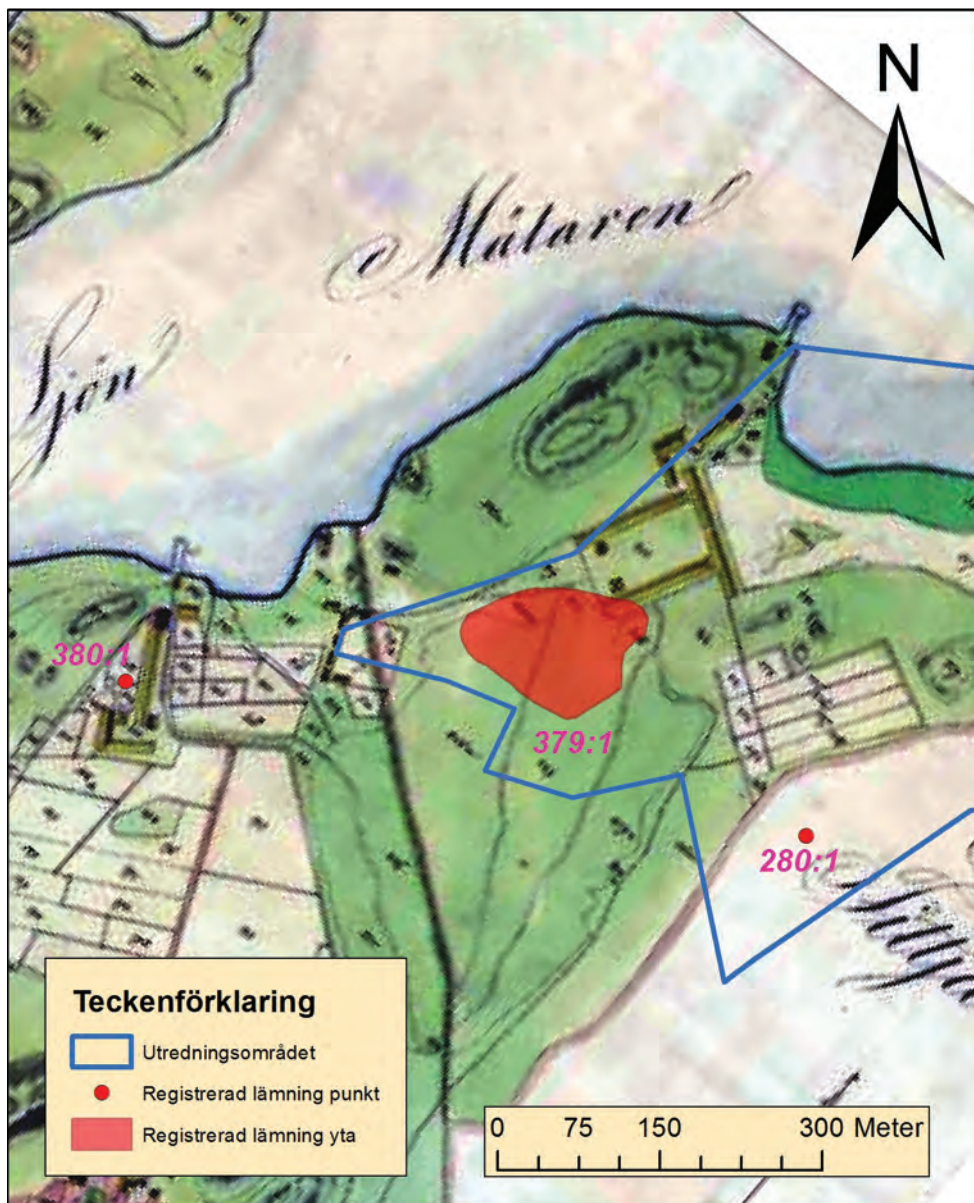 N
Mälaren
Sjön
380:1
379:1
280:1
Teckenförklaring
Utredningsområdet
Registrerad lämning punkt
Registrerad lämning yta
0 75 150 300 Meter